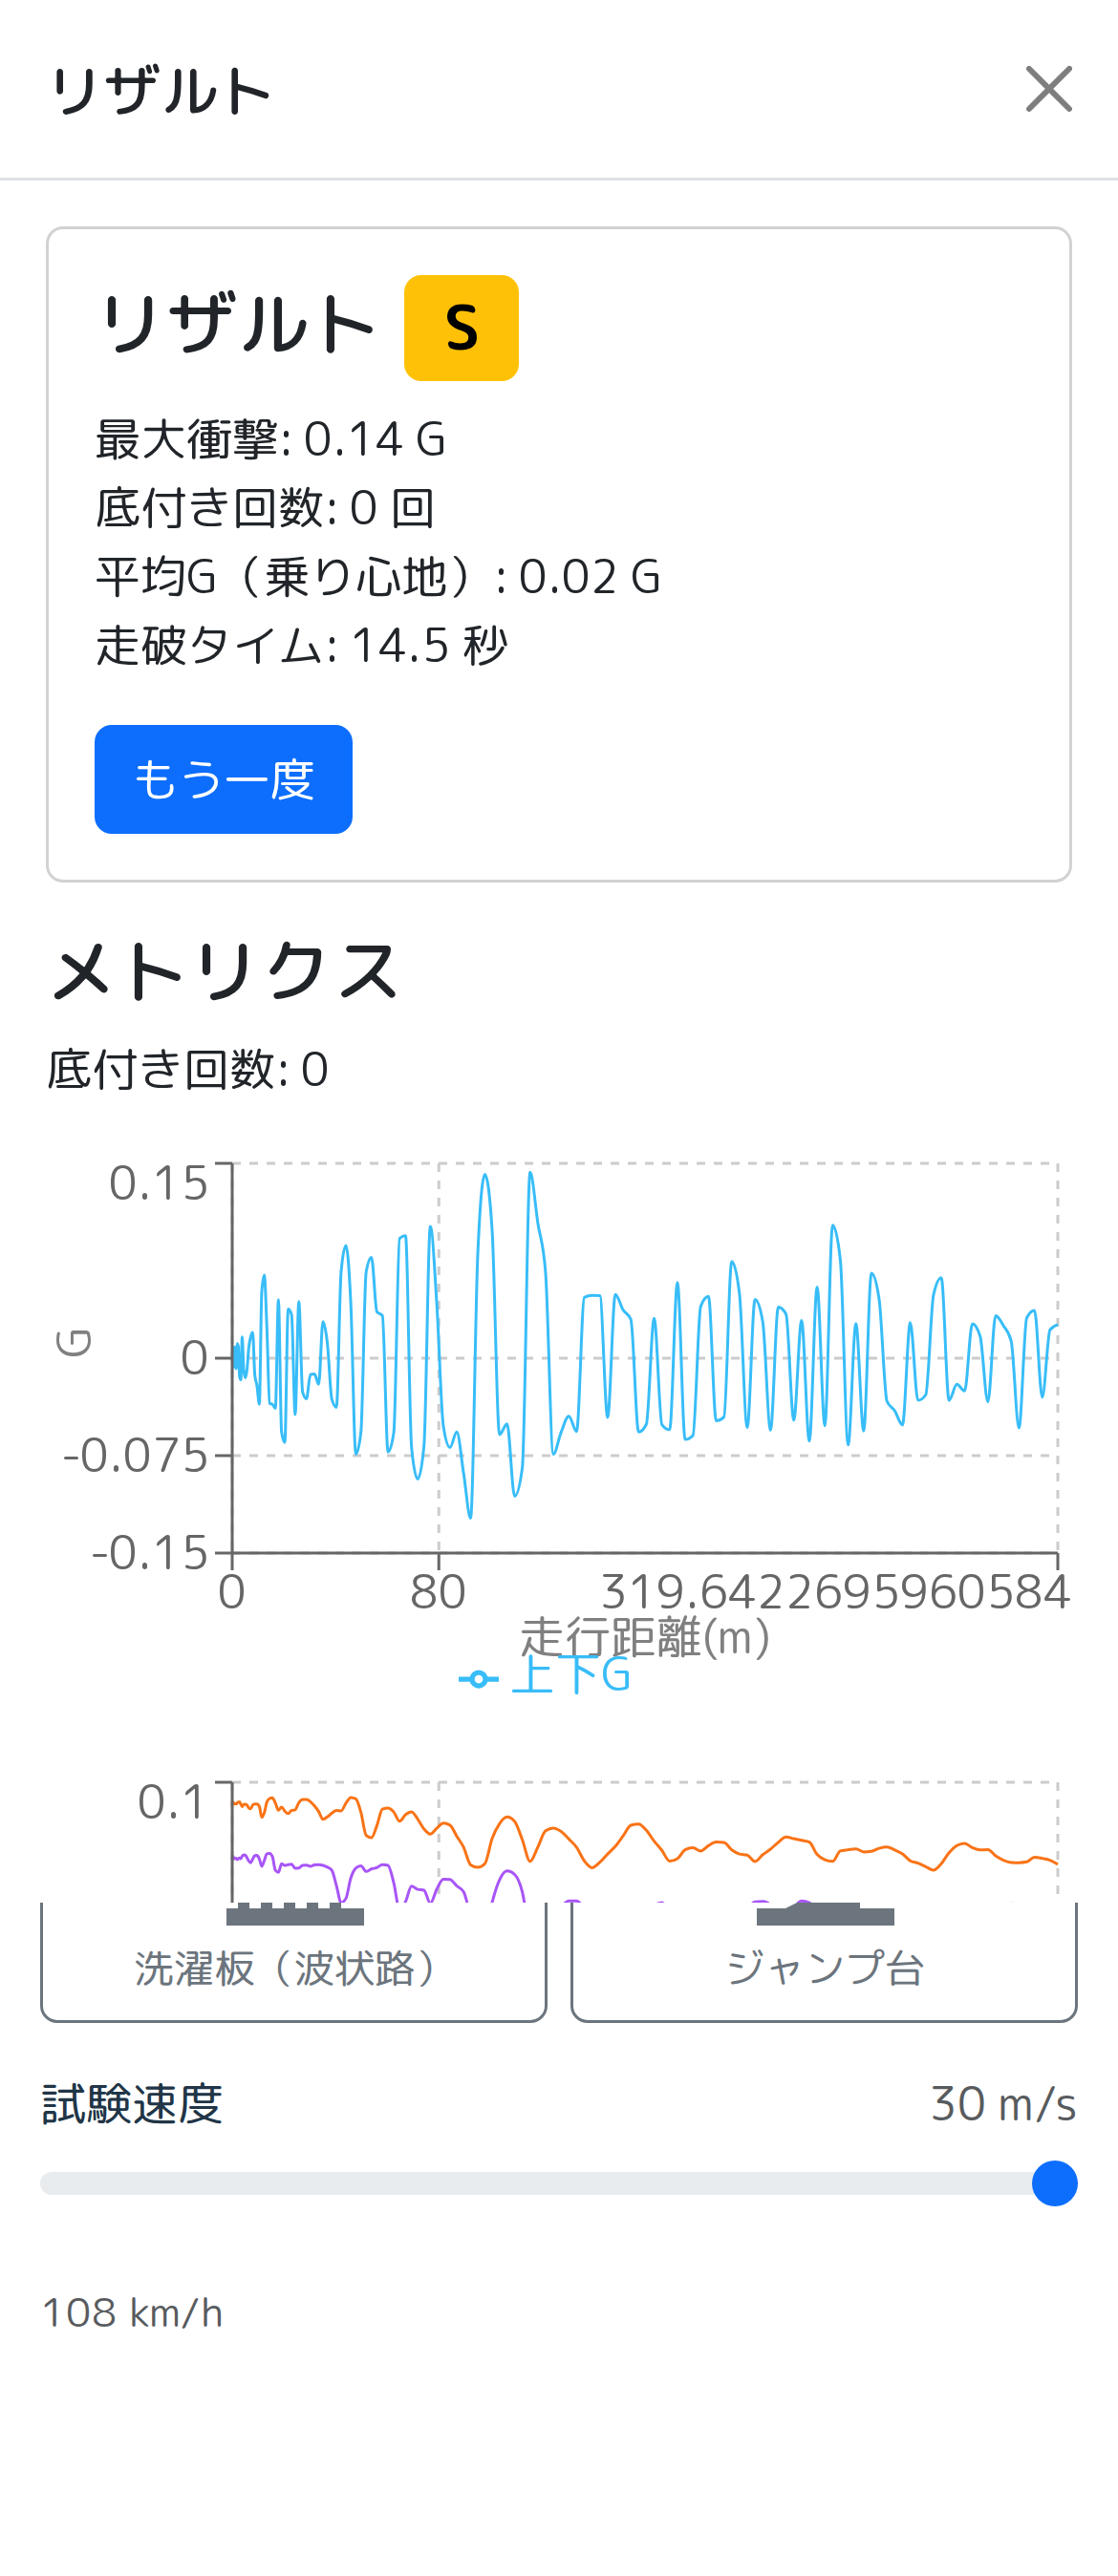 リザルト
リザルト S
最大衝撃: 0.14 G
底付き回数: 0 回
平均G（乗り心地）: 0.02 G
走破タイム: 14.5 秒
もう一度
メトリクス
底付き回数: 0
0.15
G
0
-0.075
-0.15
0 80 319.6422695960584
走行距離(m)
上下G
0.1
洗濯板（波状路）
ジャンプ台
試験速度 30 m/s
108 km/h